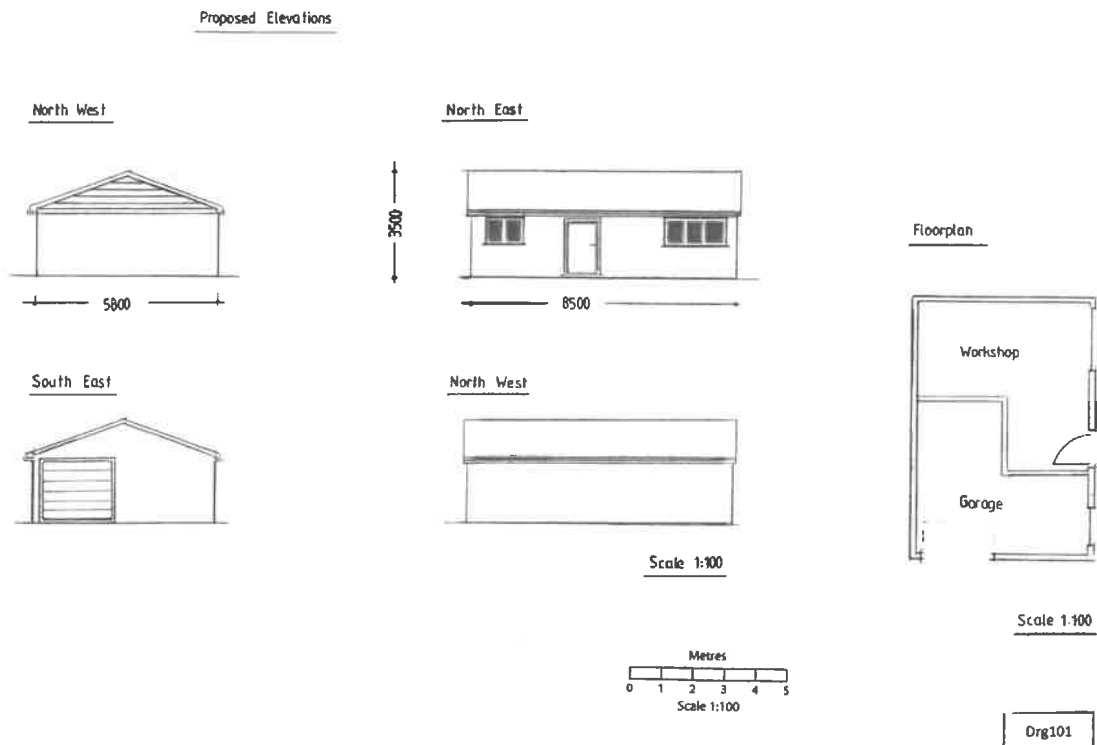 Proposed Elevations
North West
North East
3500
5800
8500
Floorplan
Workshop
Garage
South East
North West
Scale 1:100
Scale 1:100
Metres
0 1 2 3 4 5
Scale 1:100
Drg101